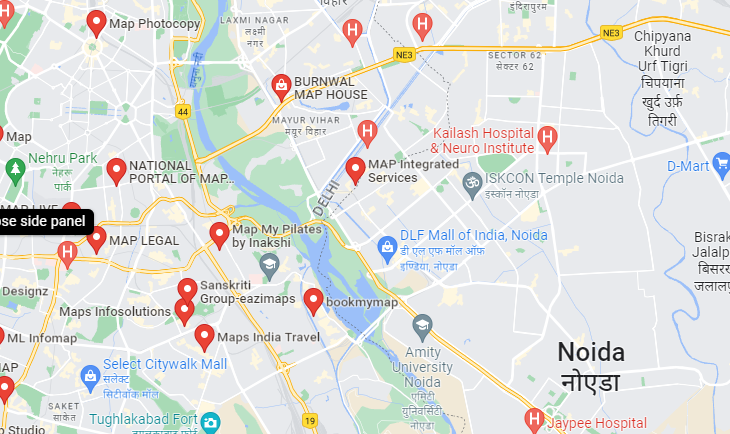 Map Photocopy
LAXMI NAGAR
लक्ष्मी
नगर
इंदिरापुरम
NE3
NE3
SECTOR 62
सेक्टर 62
Chipyana
Khurd
Urf Tigri
चिपयाना
खुर्द उर्फ़
तिगरी
BURNWAL
MAP HOUSE
44
MAYUR VIHAR
मयूर विहार
Map
Kailash Hospital
& Neuro Institute
Nehru Park
नेहरू
पार्क
NATIONAL
PORTAL OF MAP...
MAP Integrated
Services
D-Mart
ISKCON Temple Noida
इस्कॉन नोएडा
DELHI
MAP LIVE
ose side panel
MAP LEGAL
Map My Pilates
by Inakshi
DLF Mall of India, Noida
डी एल एफ मॉल ऑफ़
इण्डिया, नोएडा
Bisrak
Jalalp
बिसरख
जलालपु
Designz
Sanskriti
Group-eazimaps
Maps Infosolutions
bookmymap
ML Infomap
Maps India Travel
Amity
University
Noida
एमिटी
युनिवर्सिटी
नोएडा
Noida
नोएडा
Select Citywalk Mall
सलेक्ट
सिटीवॉक मॉल
MAP
SAKET
साकेत
19
Tughlakabad Fort
Jaypee Hospital
p Studio